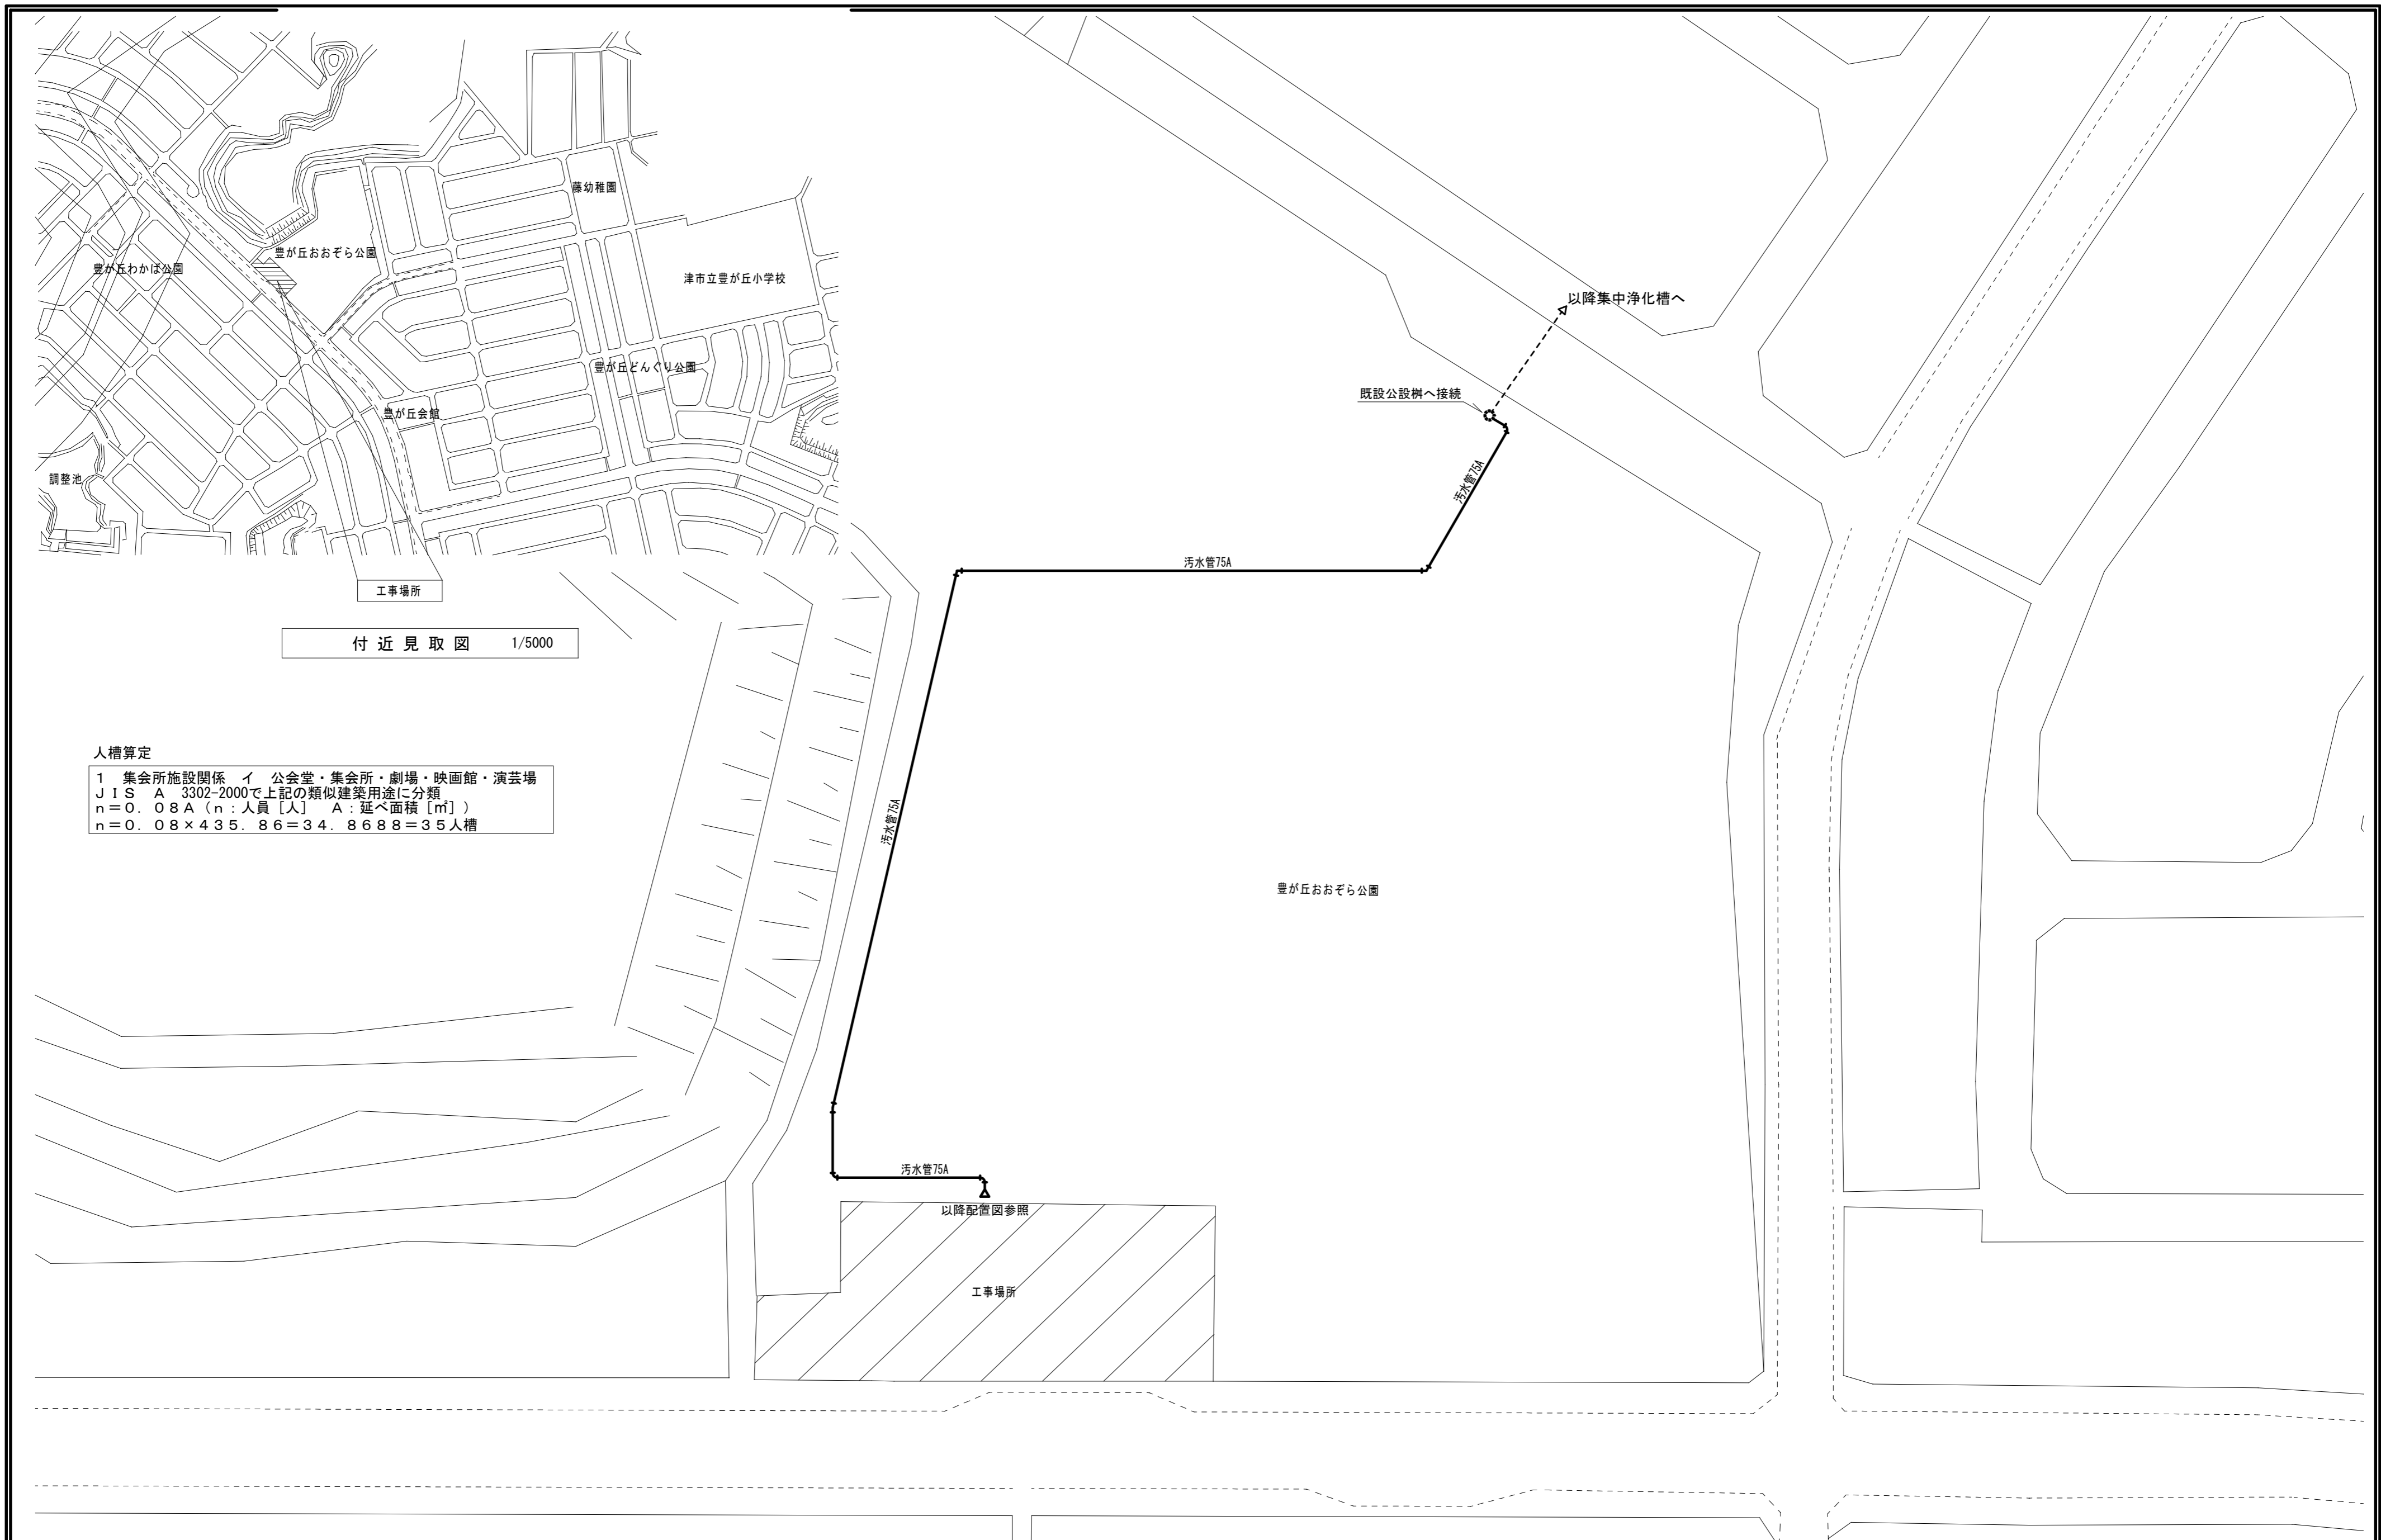 藤幼稚園
豊が丘おおぞら公園
豊が丘わかば公園
津市立豊が丘小学校
豊が丘どんぐり公園
豊が丘会館
調整池
工事場所
付近見取図 1/5000
人槽算定
1 集会所施設関係 イ 公会堂・集会所・劇場・映画館・演芸場
JIS A 3302-2000で上記の類似建築用途に分類
n=0.08A(n:人員[人] A:延べ面積[㎡])
n=0.08×435.86=34.8688=35人槽
以降集中浄化槽へ
既設公設桝へ接続
汚水管75A
汚水管75A
汚水管75A
豊が丘おおぞら公園
汚水管75A
以降配置図参照
工事場所